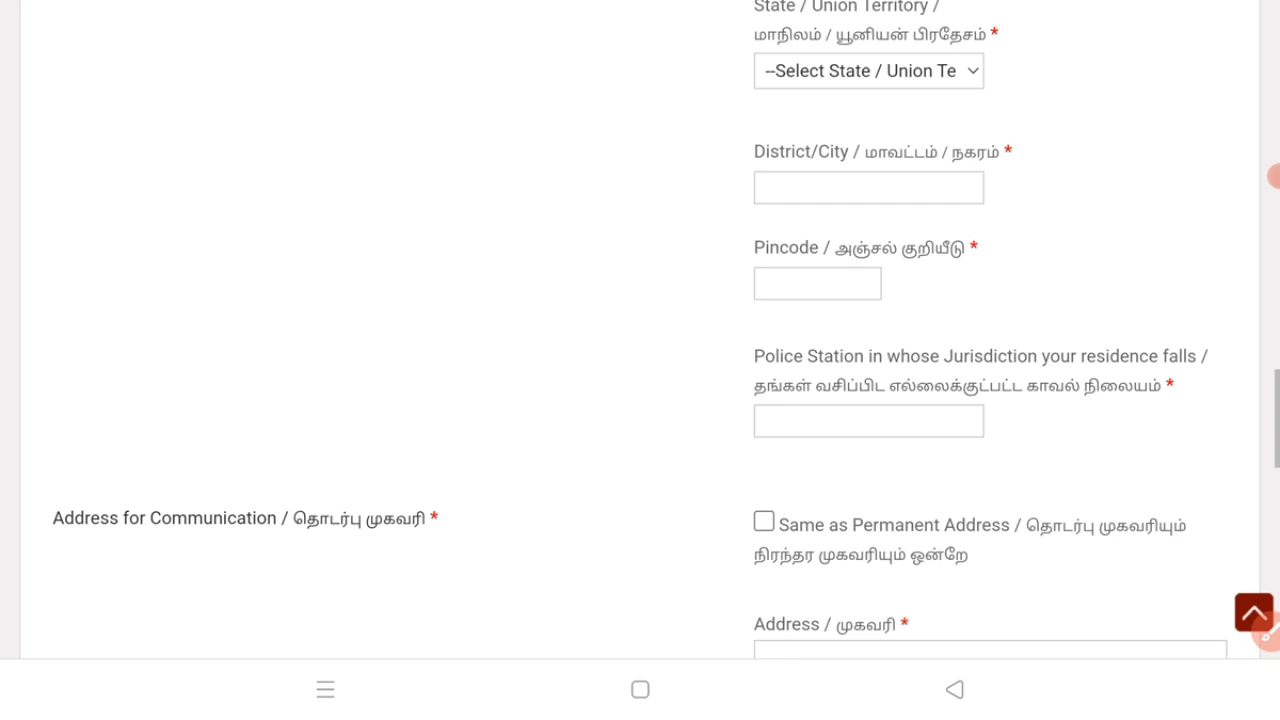 State / Union Territory /
மாநிலம் / யூனியன் பிரதேசம் *
--Select State / Union Te
District/City / மாவட்டம் / நகரம் *
Pincode / அஞ்சல் குறியீடு *
Police Station in whose Jurisdiction your residence falls /
தங்கள் வசிப்பிட எல்லைக்குட்பட்ட காவல் நிலையம் *
Address for Communication / தொடர்பு முகவரி *
Same as Permanent Address / தொடர்பு முகவரியும்
நிரந்தர முகவரியும் ஒன்றே
Address / முகவரி *